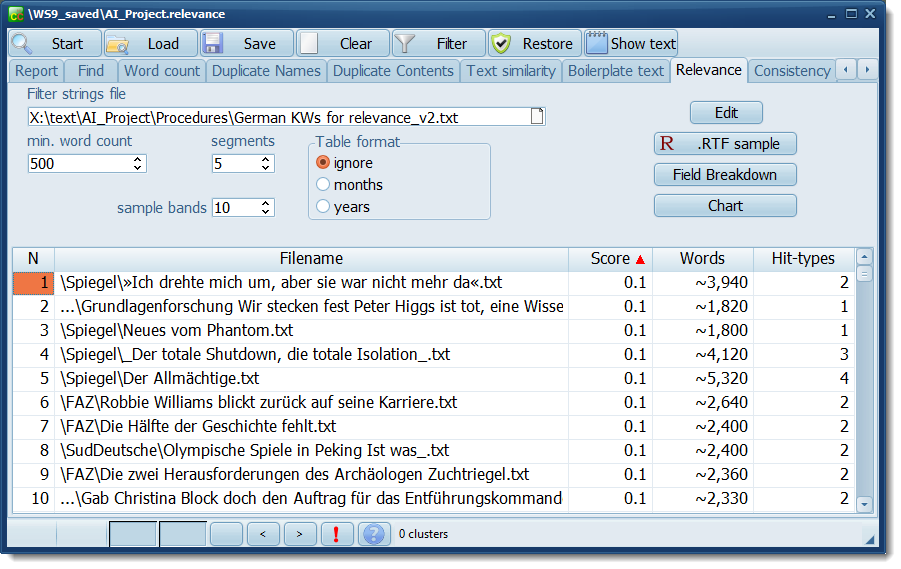 \WS9_saved\AI_Project.relevance
Start Load Save Clear Filter Restore Show text
Report Find Word count Duplicate Names Duplicate Contents Text similarity Boilerplate text Relevance Consistency
Filter strings file
X:\text\AI_Project\Procedures\German KWs for relevance_v2.txt
Edit
min. word count segments Table format
R .RTF sample
500 5 ignore
Field Breakdown
months
sample bands 10 years
Chart
N Filename Score Words Hit-types
1 \Spiegel\»Ich drehte mich um, aber sie war nicht mehr da«.txt 0.1 ~3,940 2
2 ...\Grundlagenforschung Wir stecken fest Peter Higgs ist tot, eine Wisse 0.1 ~1,820 1
3 \Spiegel\Neues vom Phantom.txt 0.1 ~1,800 1
4 \Spiegel\_Der totale Shutdown, die totale Isolation_.txt 0.1 ~4,120 3
5 \Spiegel\Der Allmächtige.txt 0.1 ~5,320 4
6 \FAZ\Robbie Williams blickt zurück auf seine Karriere.txt 0.1 ~2,640 2
7 \FAZ\Die Hälfte der Geschichte fehlt.txt 0.1 ~2,400 2
8 \SudDeutsche\Olympische Spiele in Peking Ist was_.txt 0.1 ~2,400 2
9 \FAZ\Die zwei Herausforderungen des Archäologen Zuchtriegel.txt 0.1 ~2,360 2
10 ...\Gab Christina Block doch den Auftrag für das Entführungskommand 0.1 ~2,330 2
< > ! ? 0 clusters